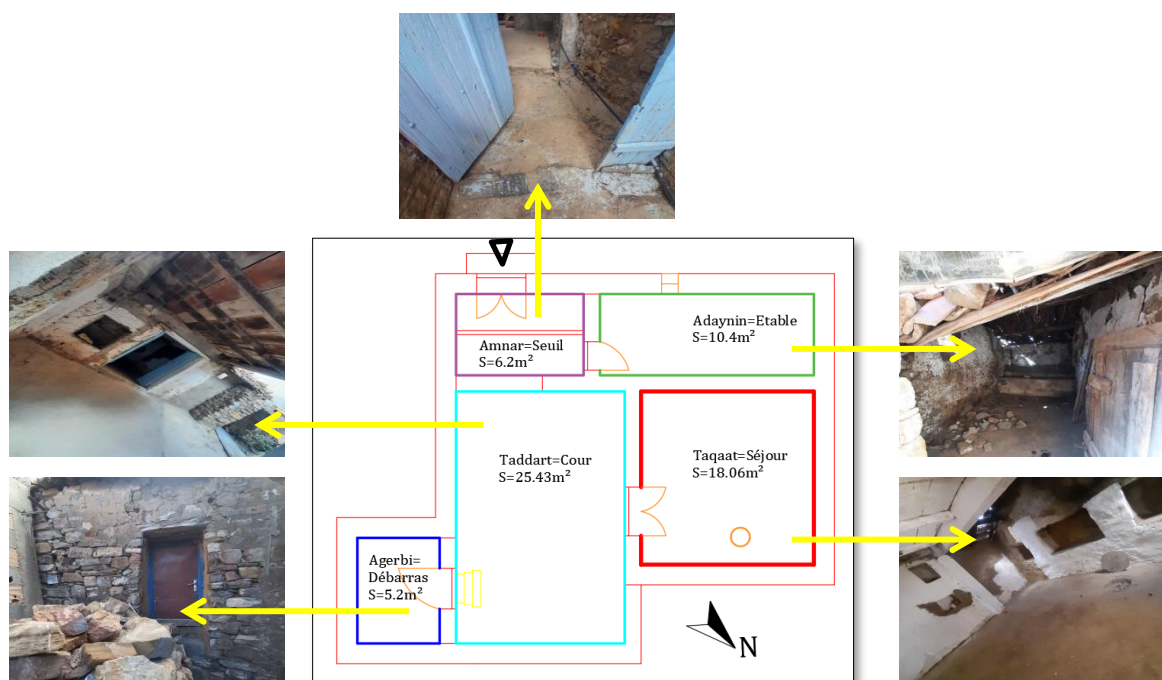 Amnar=Seuil
S=6.2m²
Adaynin=Etable
S=10.4m²
Taddart=Cour
S=25.43m²
Taqaat=Séjour
S=18.06m²
Agerbi=
Débarras
S=5.2m²
N